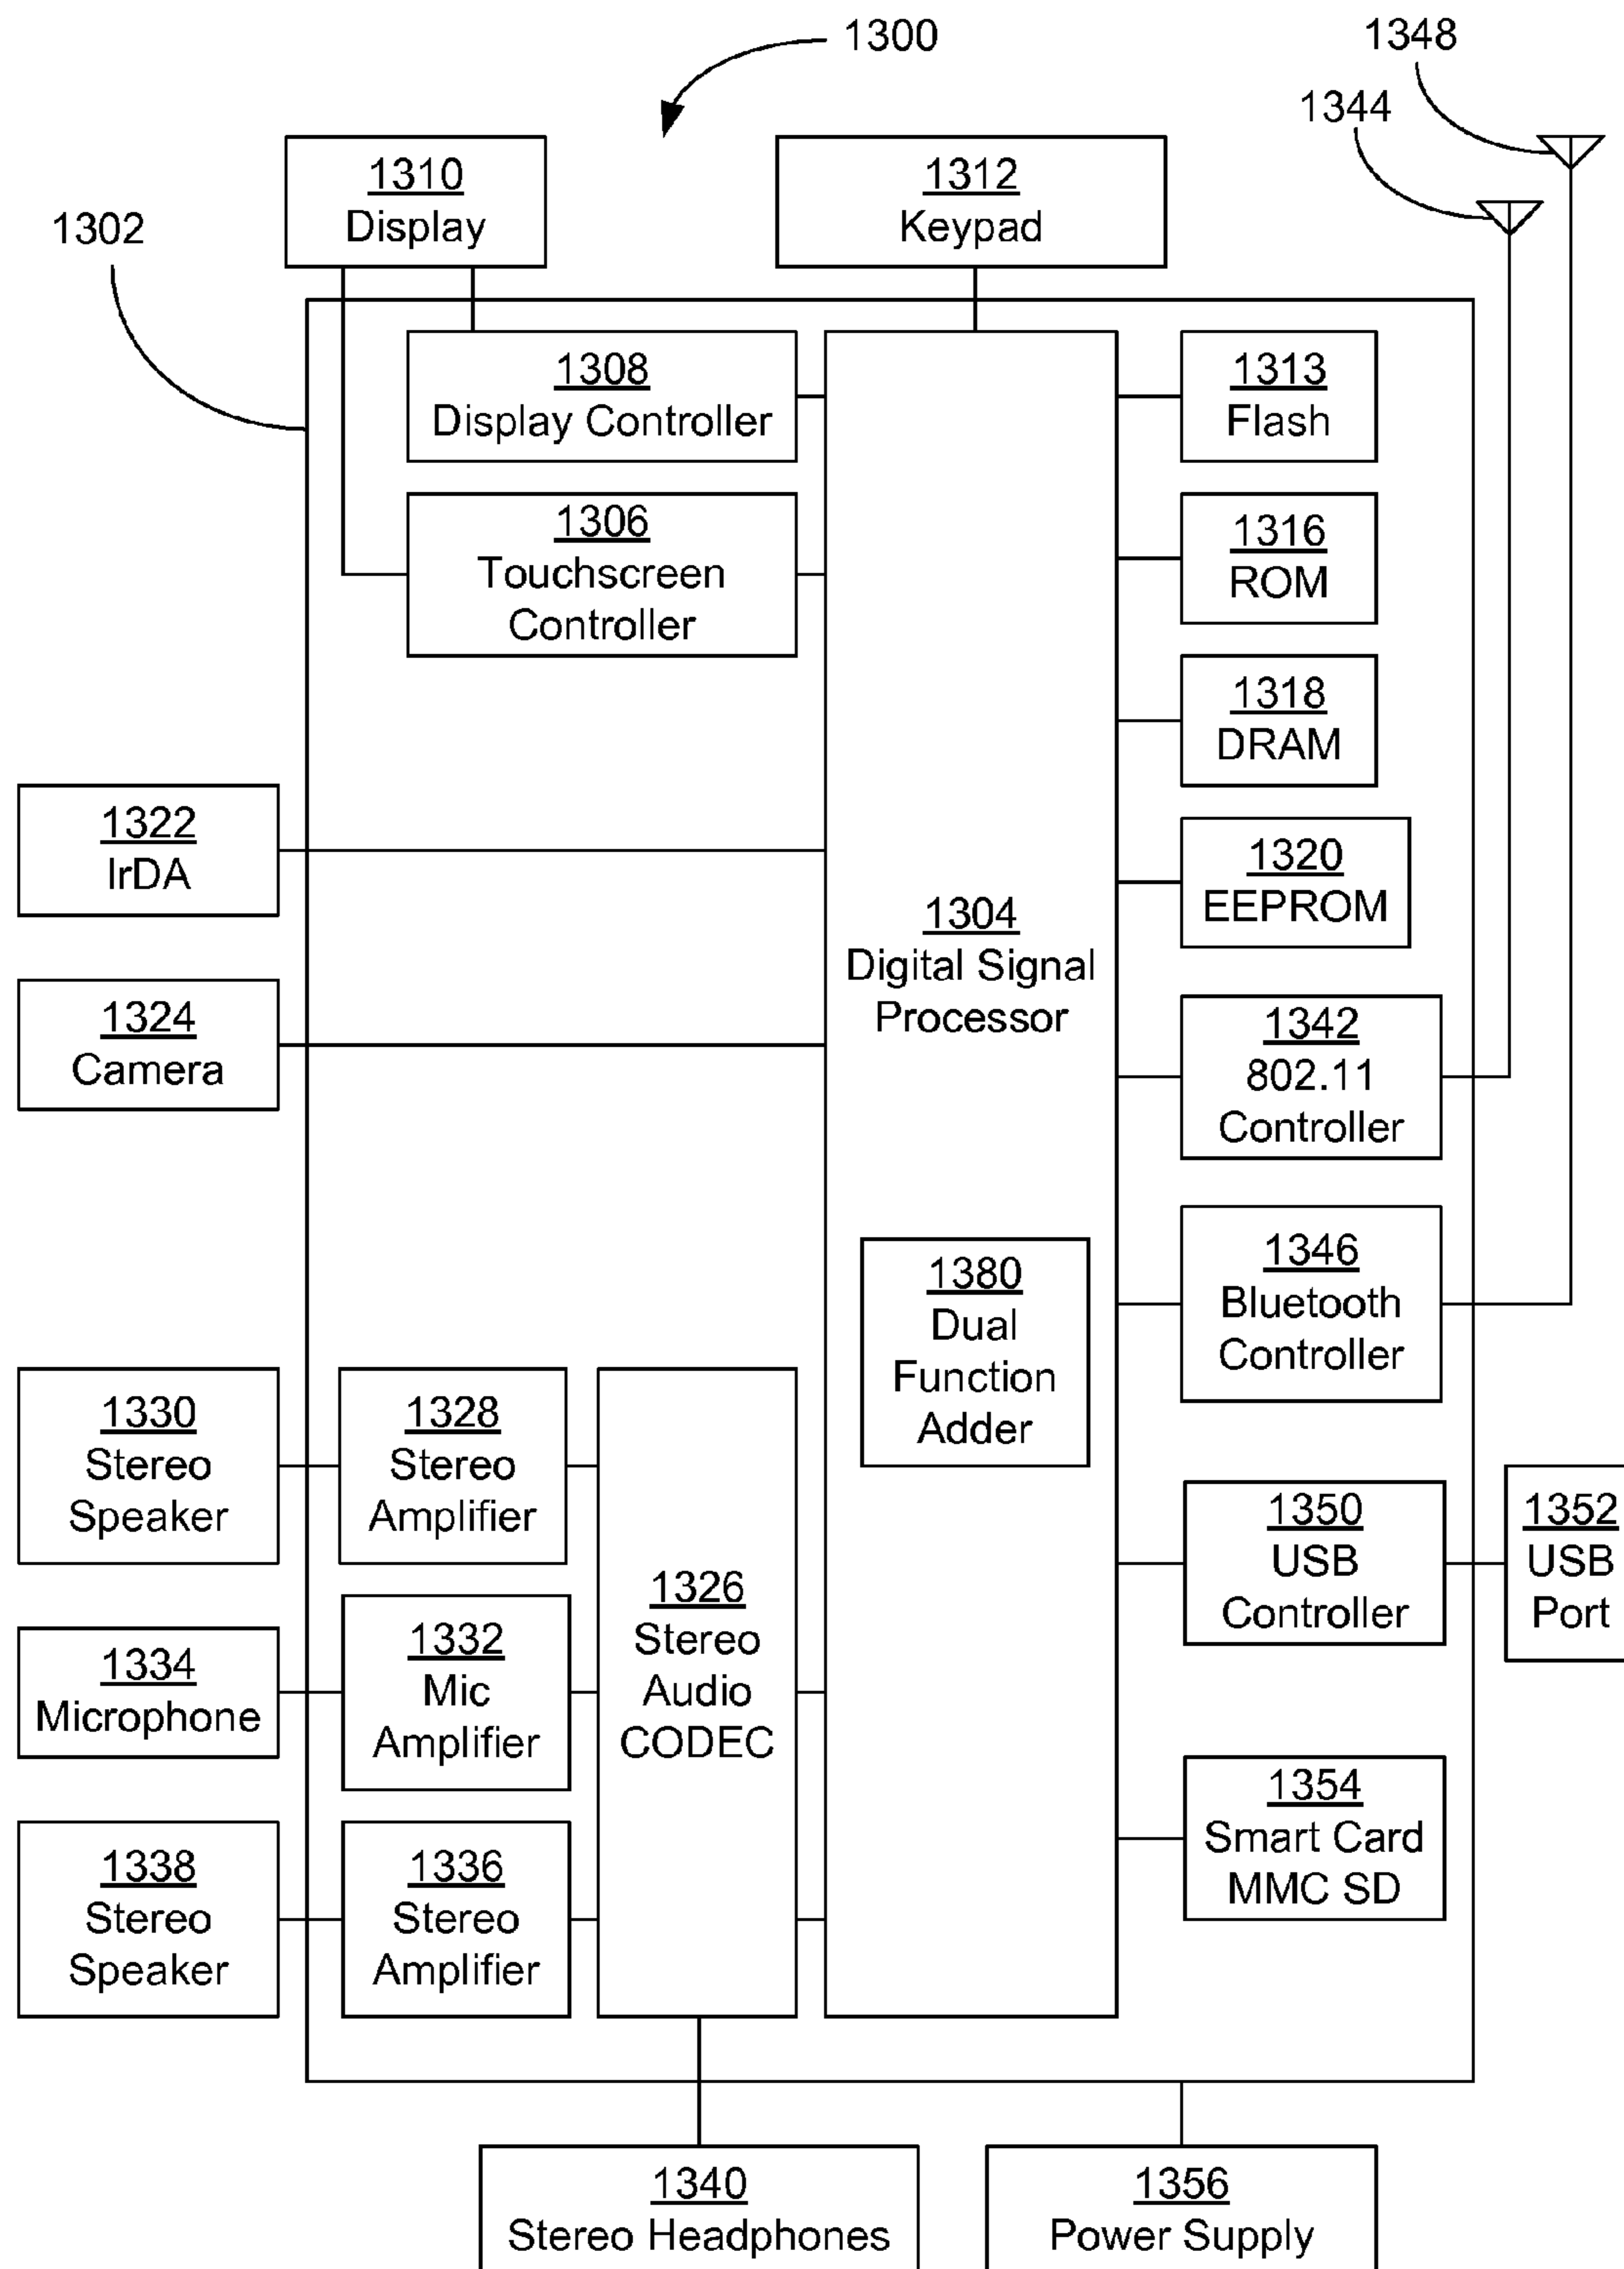 1300
1348
1344
1310
Display
1312
Keypad
1302
1308
Display Controller
1313
Flash
1306
Touchscreen
Controller
1316
ROM
1318
DRAM
1322
IrDA
1320
EEPROM
1304
Digital Signal
Processor
1324
Camera
1342
802.11
Controller
1380
Dual
Function
Adder
1346
Bluetooth
Controller
1330
Stereo
Speaker
1328
Stereo
Amplifier
1326
Stereo
Audio
CODEC
1350
USB
Controller
1352
USB
Port
1334
Microphone
1332
Mic
Amplifier
1354
Smart Card
MMC SD
1338
Stereo
Speaker
1336
Stereo
Amplifier
1340
Stereo Headphones
1356
Power Supply